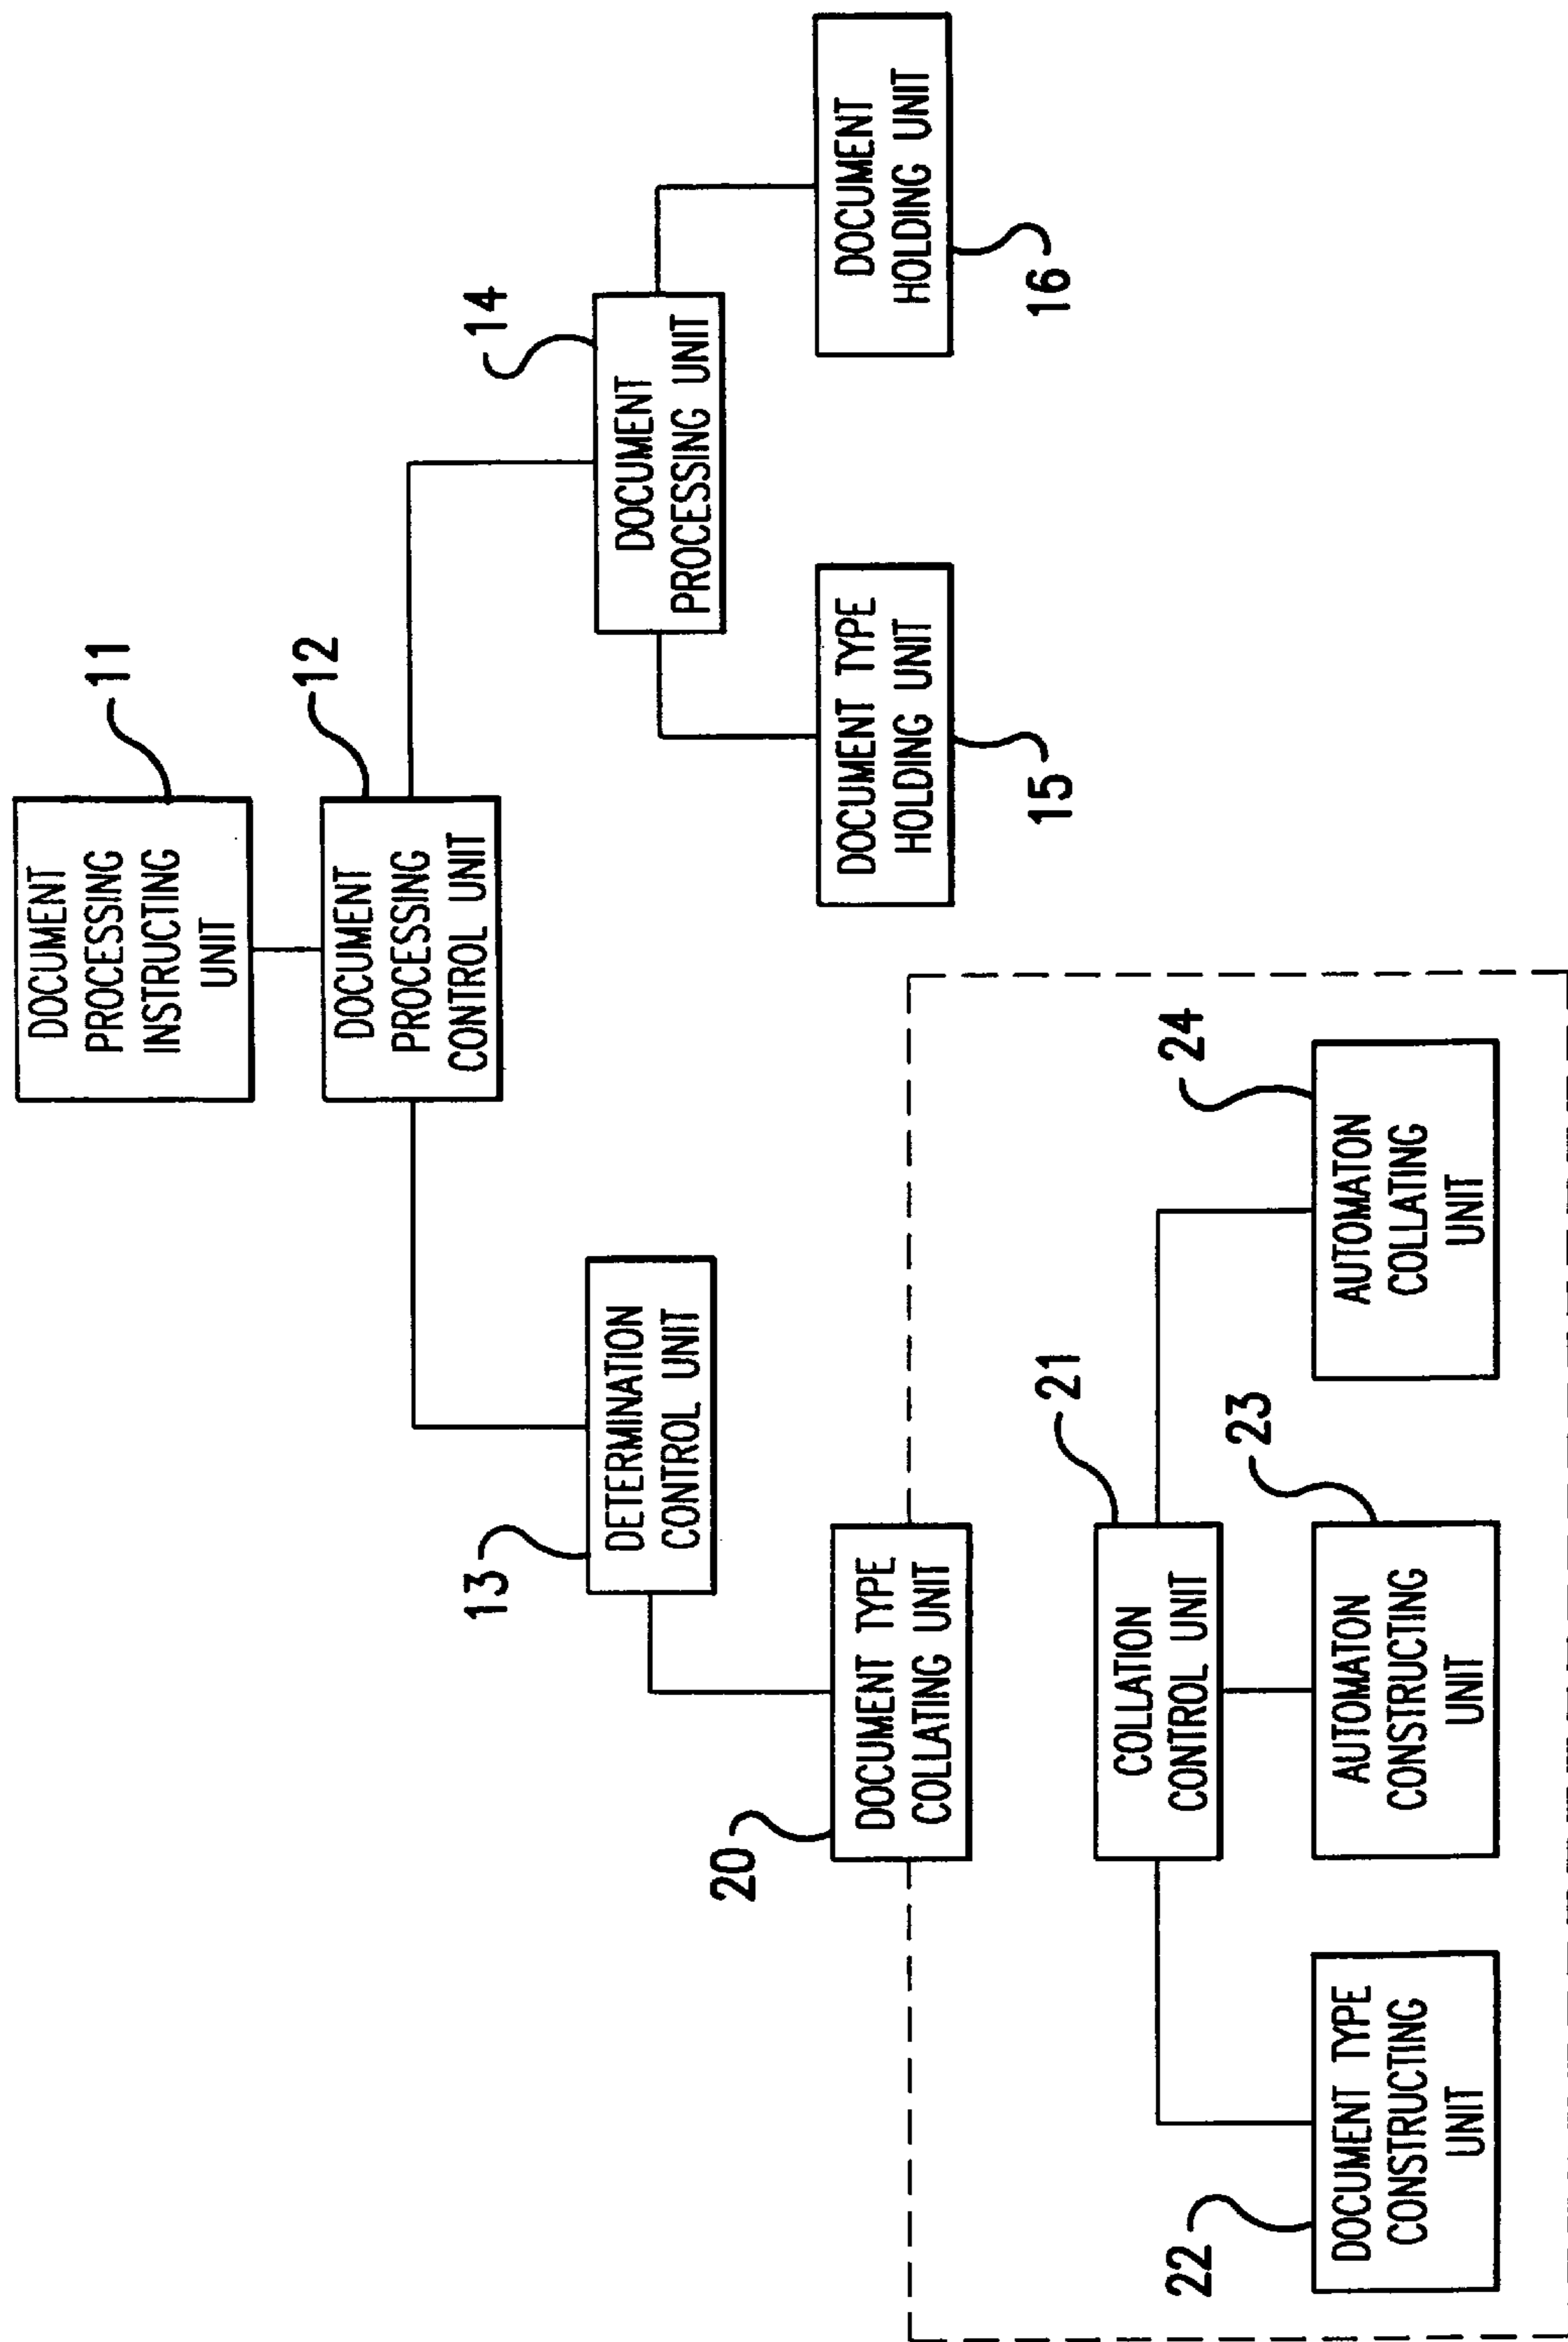 DOCUMENT
PROCESSING
INSTRUCTING
UNIT
11
DOCUMENT
PROCESSING
CONTROL UNIT
12
13
DETERMINATION
CONTROL UNIT
DOCUMENT
PROCESSING UNIT
14
20
DOCUMENT TYPE
COLLATING UNIT
DOCUMENT TYPE
HOLDING UNIT
15
DOCUMENT
HOLDING UNIT
16
COLLATION
CONTROL UNIT
21
22
DOCUMENT TYPE
CONSTRUCTING
UNIT
AUTOMATON
CONSTRUCTING
UNIT
23
AUTOMATON
COLLATING
UNIT
24